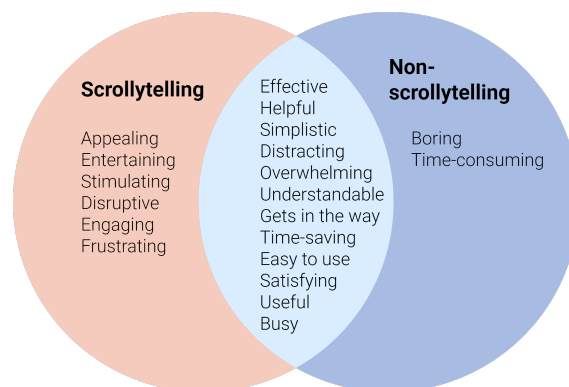 Scrollytelling
Appealing
Entertaining
Stimulating
Disruptive
Engaging
Frustrating
Effective
Helpful
Simplistic
Distracting
Overwhelming
Understandable
Gets in the way
Time-saving
Easy to use
Satisfying
Useful
Busy
Non-
scrollytelling
Boring
Time-consuming